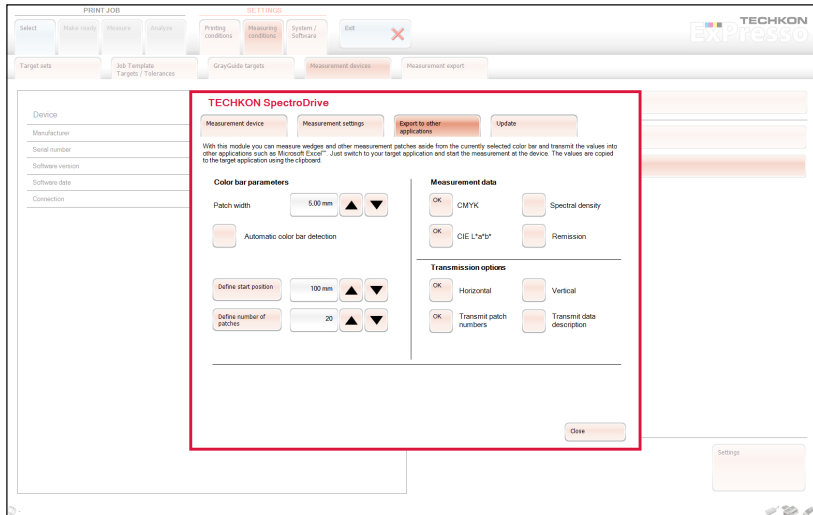 PRINT JOB
SETTINGS
Select
Make ready
Measure
Analyse
Printing
conditions
Measuring
conditions
System /
Software
Exit
TECHKON
ExPresso
Target sets
Job Template
Targets / Tolerances
GrayGuide targets
Measurement devices
Measurement export
Device
Manufacturer
Serial number
Software version
Software date
Connection
TECHKON SpectroDrive
Measurement device
Measurement settings
Export to other
applications
Update
With this module you can measure wedges and other measurement patches aside from the currently selected color bar and transmit the values into
other applications such as Microsoft Excel™. Just switch to your target application and start the measurement at the device. The values are copied
to the target application using the clipboard.
Color bar parameters
Patch width
5.00 mm
Automatic color bar detection
Define start position
100 mm
Define number of
patches
20
Measurement data
OK
CMYK
Spectral density
OK
CIE L*a*b*
Remission
Transmission options
OK
Horizontal
Vertical
OK
Transmit patch
numbers
Transmit data
description
Close
Settings